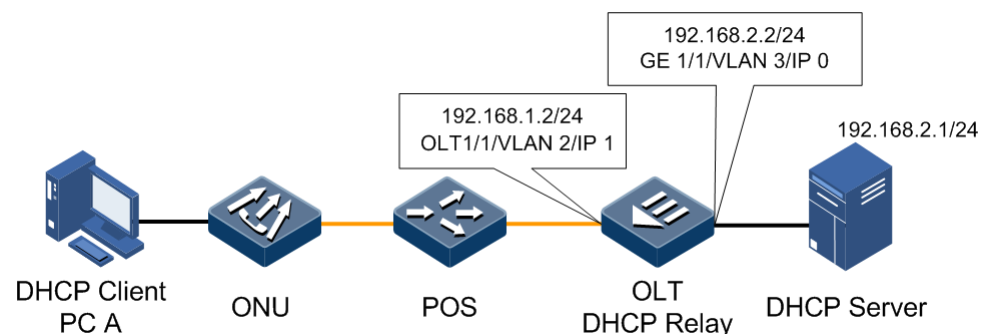 192.168.2.2/24
GE 1/1/VLAN 3/IP 0
192.168.1.2/24
OLT1/1/VLAN 2/IP 1
192.168.2.1/24
DHCP Client
PC A
ONU
POS
OLT
DHCP Relay
DHCP Server